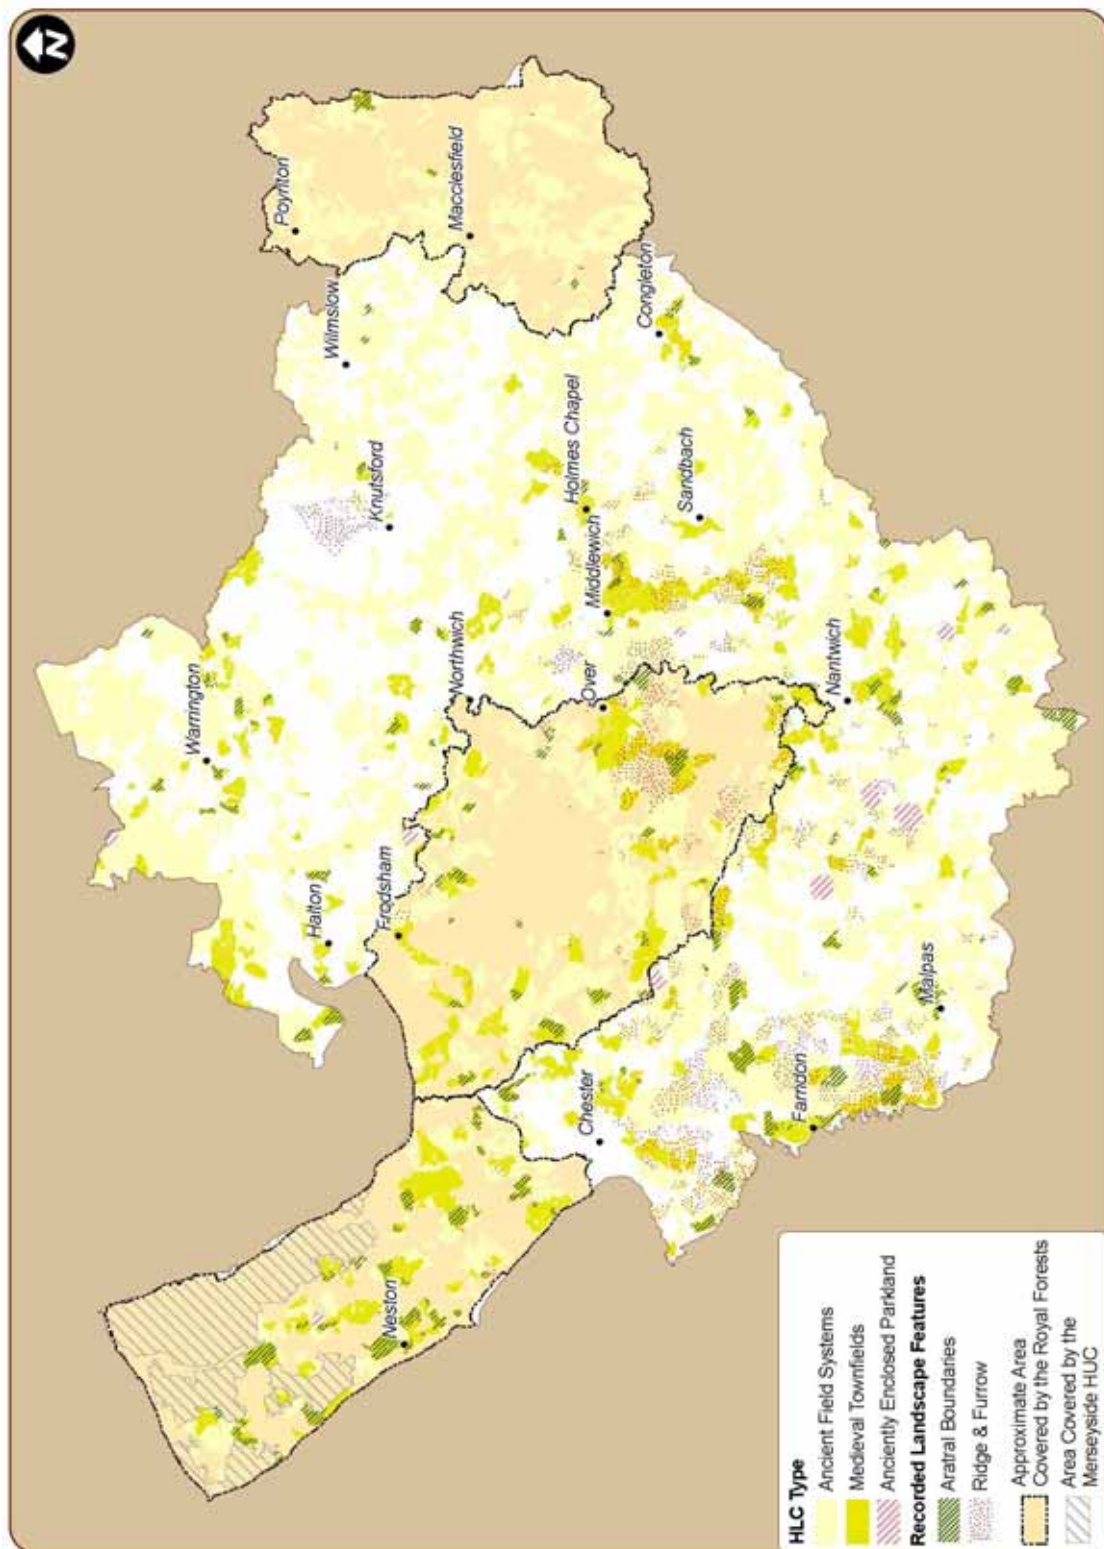 N
Poynton
Macclesfield
Wilmslow
Congleton
Knutsford
Holmes Chapel
Sandbach
Middlewich
Warrington
Northwich
Over
Nantwich
Halton
Frodsham
Malpas
Chester
Farndon
Neston
HLC Type
Ancient Field Systems
Medieval Townfields
Anciently Enclosed Parkland
Recorded Landscape Features
Aratral Boundaries
Ridge & Furrow
Approximate Area
Covered by the Royal Forests
Area Covered by the
Merseyside HUC